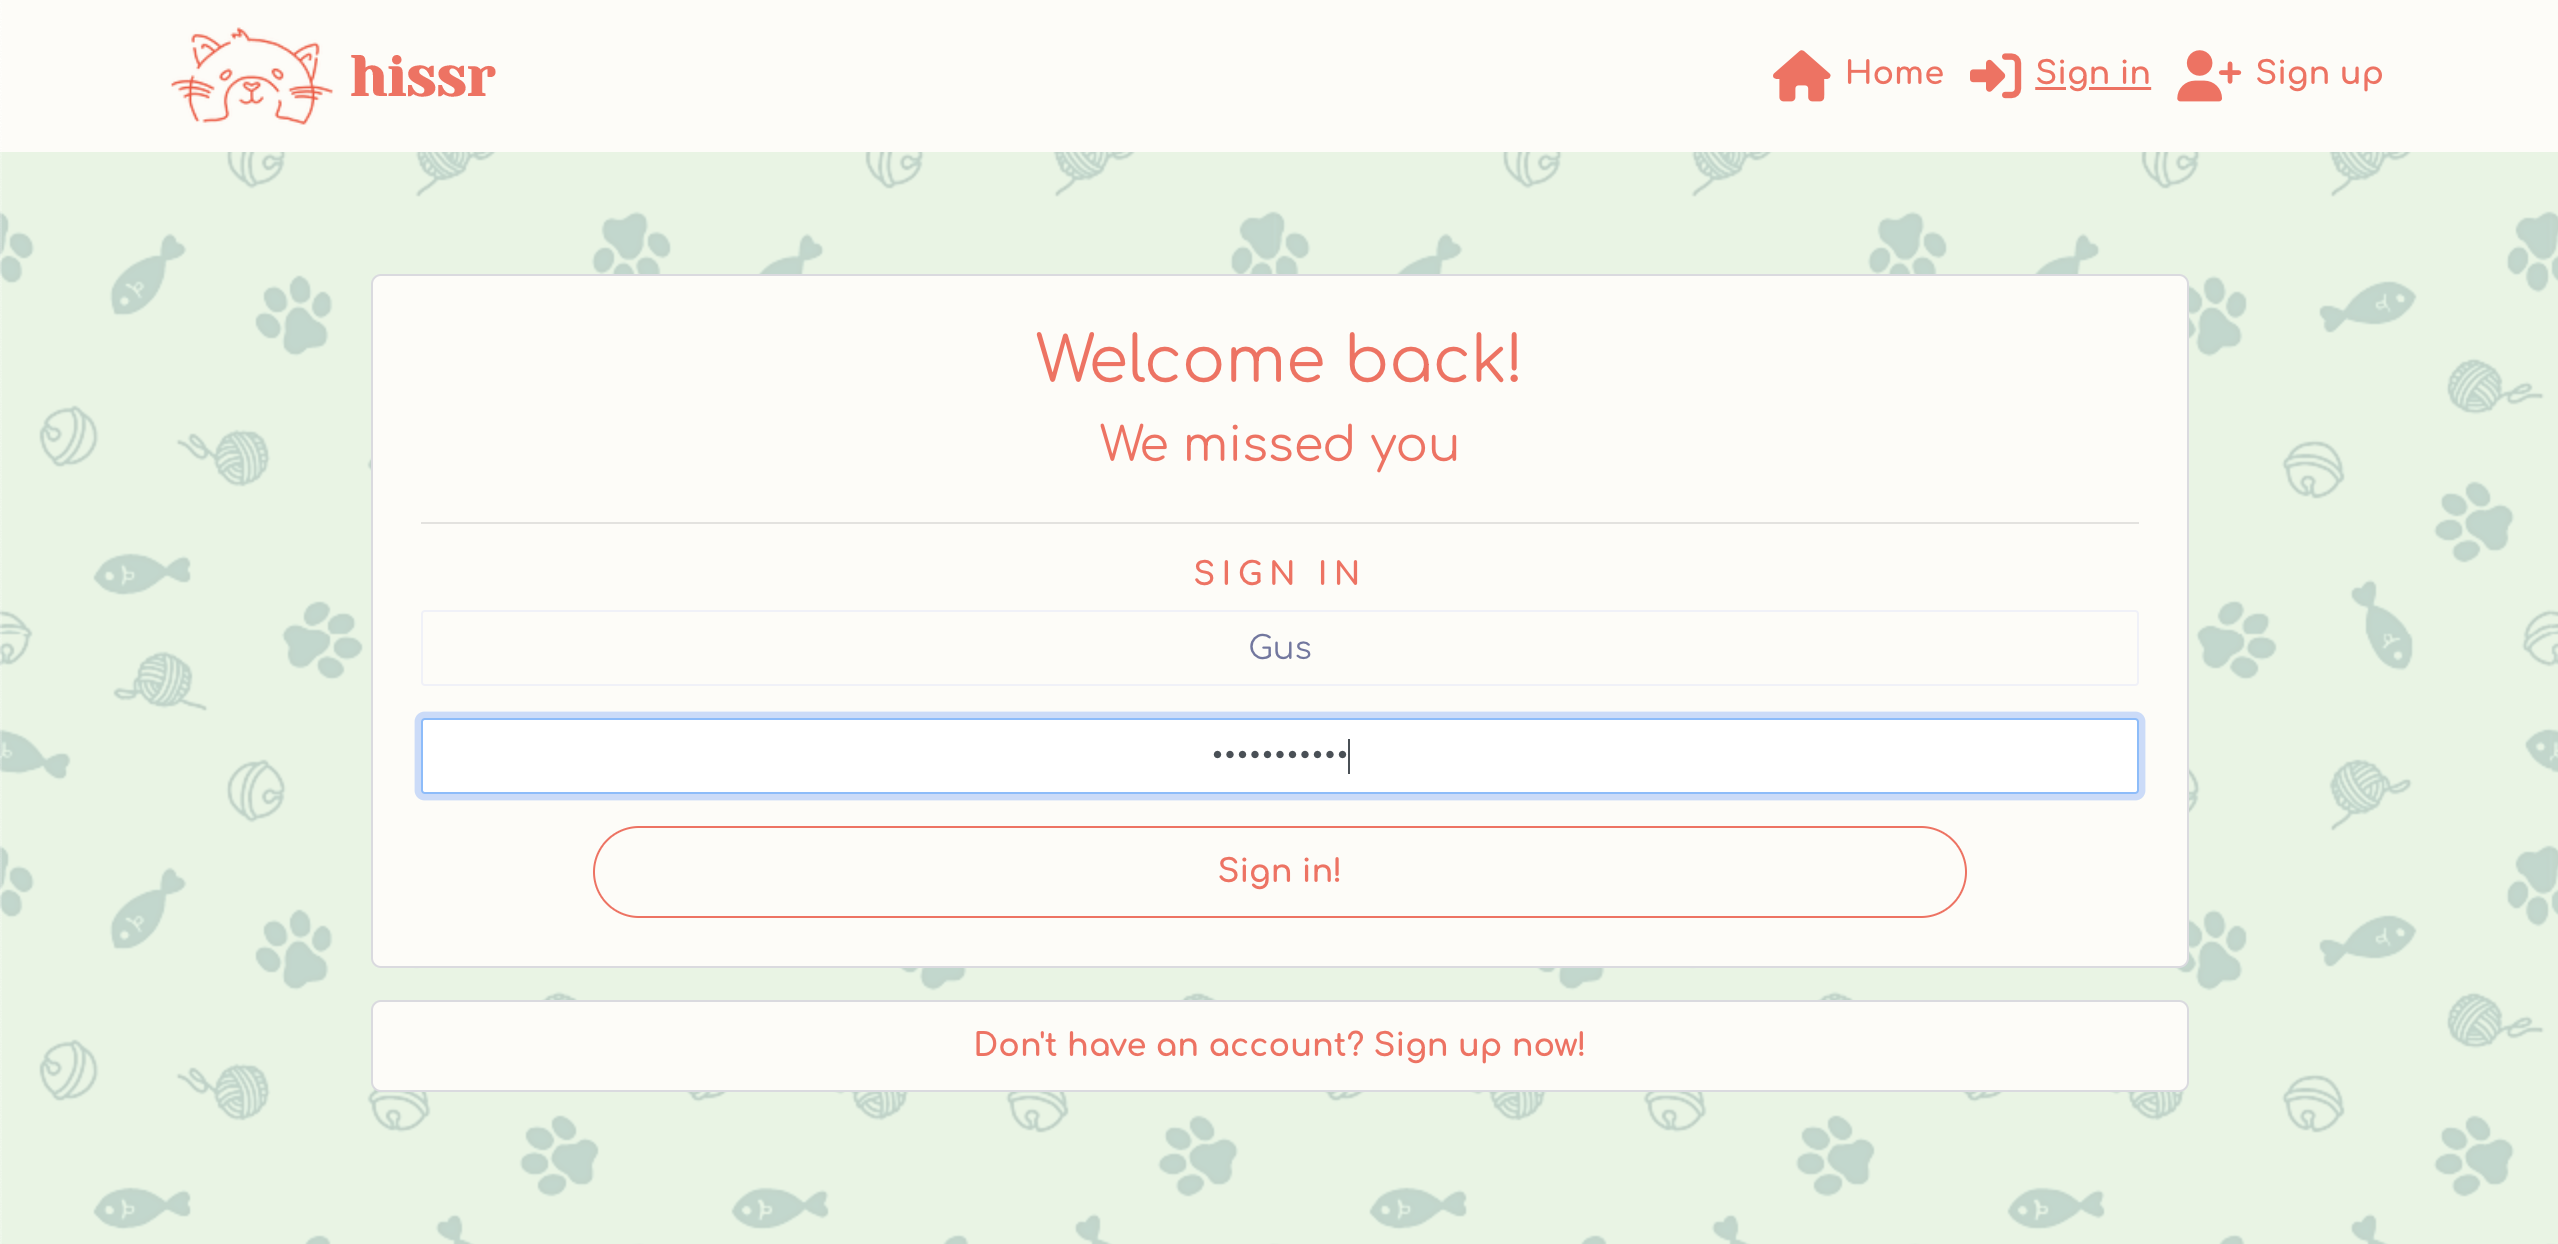 hissr
Home Sign in Sign up
Welcome back!
We missed you
SIGN IN
Gus
•••••••••••
Sign in!
Don't have an account? Sign up now!